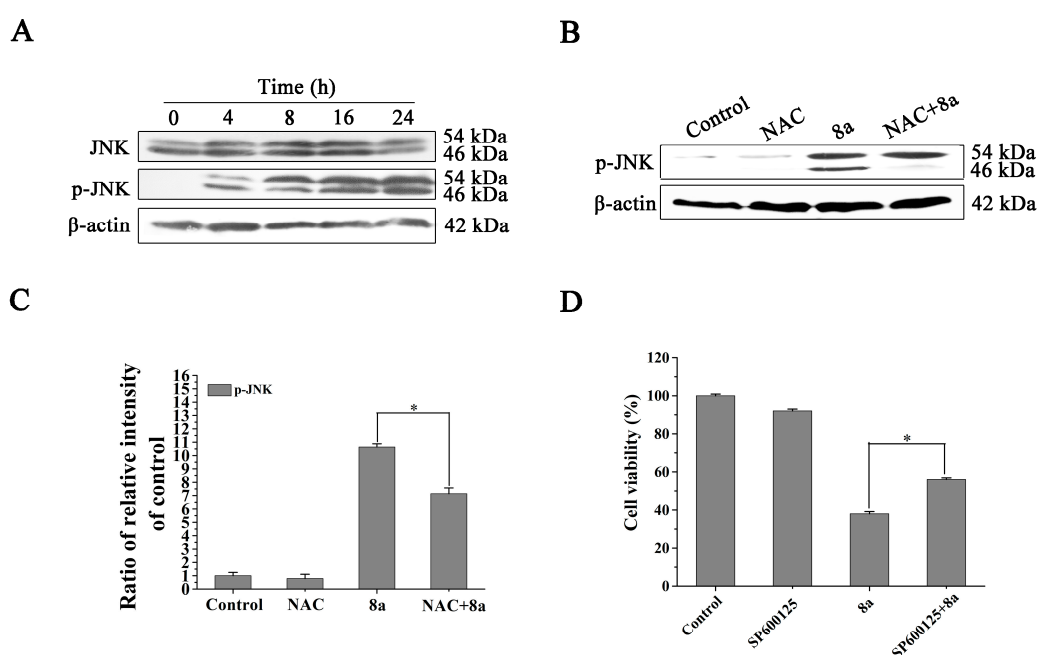 A
Time (h)
0 4 8 16 24
JNK
54 kDa
46 kDa
p-JNK
54 kDa
46 kDa
β-actin
42 kDa
B
Control NAC 8a NAC+8a
p-JNK
54 kDa
46 kDa
β-actin
42 kDa
C
Ratio of relative intensity
of control
16
15
14
13
12
11
10
9
8
7
6
5
4
3
2
1
0
p-JNK
*
Control NAC 8a NAC+8a
D
Cell viability (%)
120
100
80
60
40
20
0
*
Control SP600125 8a SP600125+8a